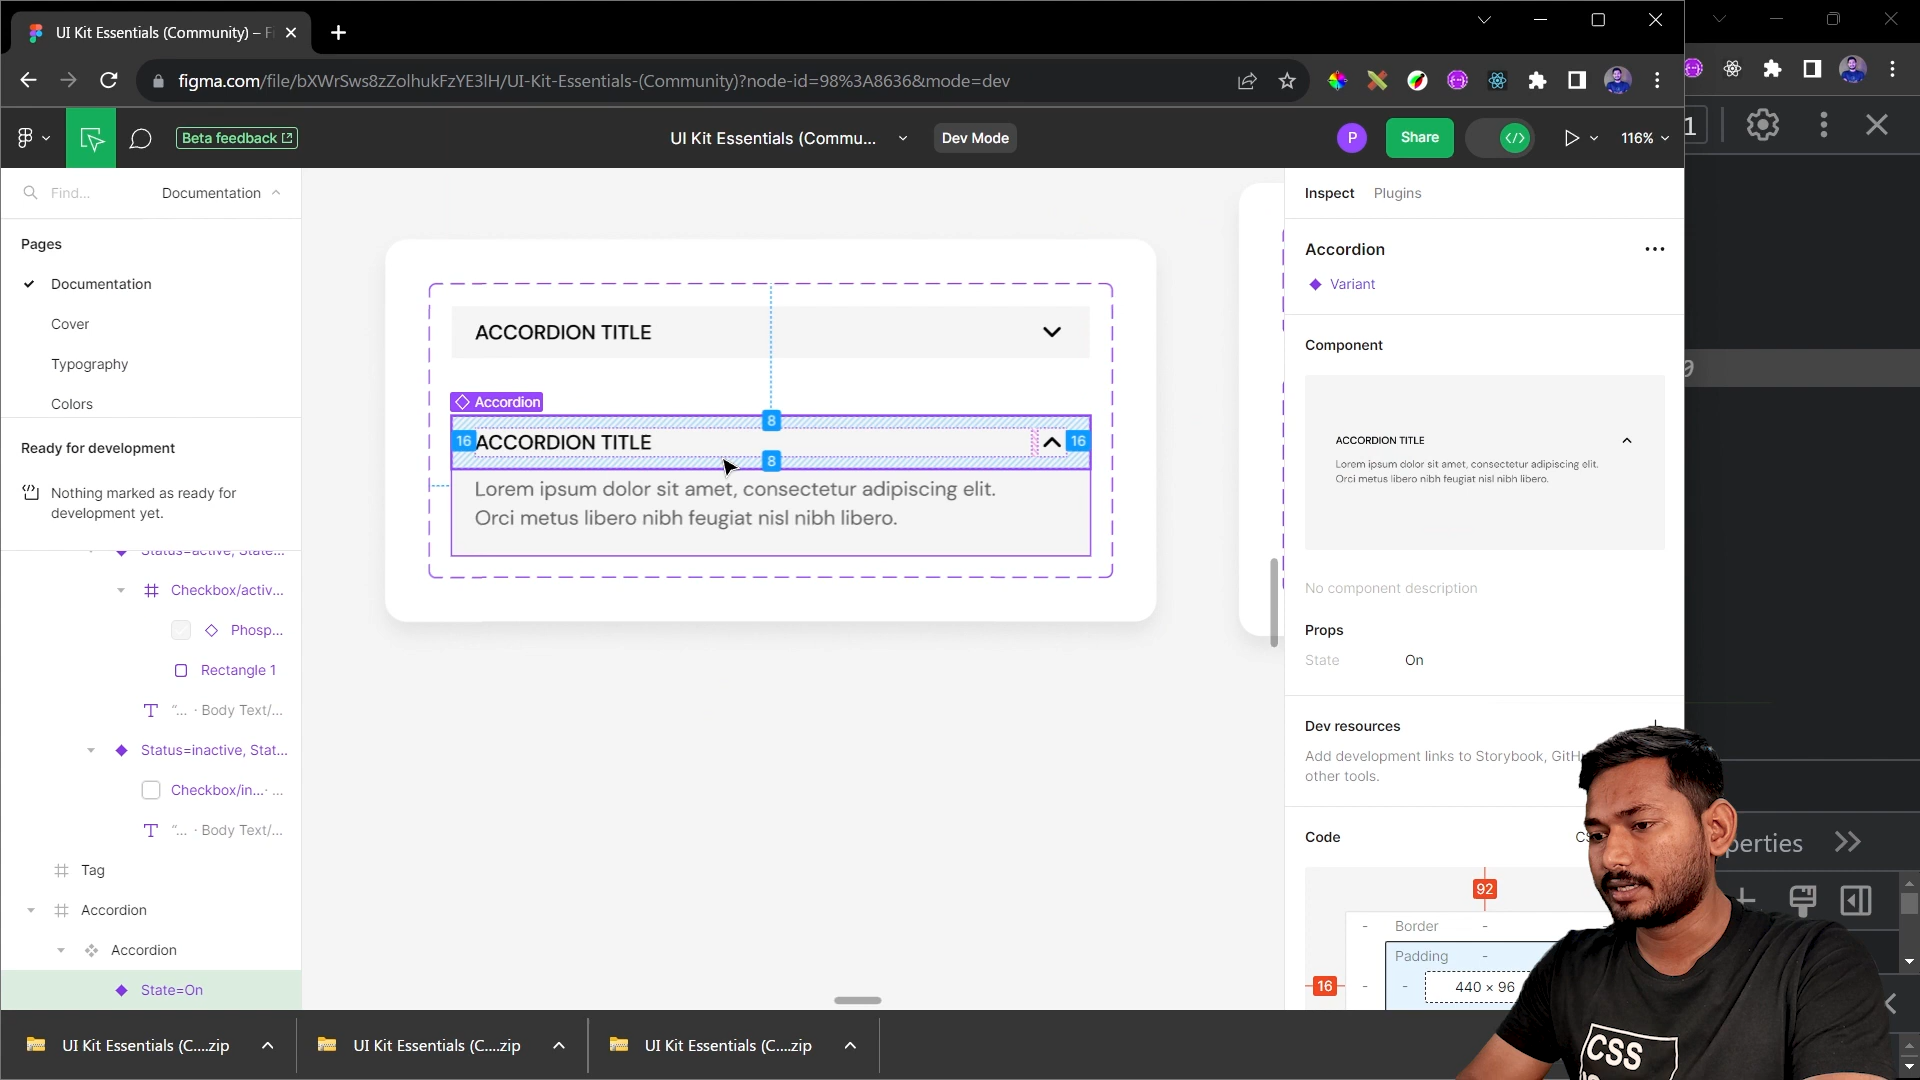 UI Kit Essentials (Community) – Fi
figma.com/file/bXWrSws8zZolhukFzYE3lH/UI-Kit-Essentials-(Community)?node-id=98%3A8636&mode=dev
Beta feedback
UI Kit Essentials (Commu...
Dev Mode
P
Share
116%
1
Find...
Documentation
Inspect
Plugins
Pages
Documentation
Cover
Typography
Colors
Ready for development
Nothing marked as ready for
development yet.
Status=active, State...
Checkbox/activ...
Phosp...
Rectangle 1
T "... · Body Text/...
Status=inactive, Stat...
Checkbox/in...· ...
T "... · Body Text/...
Tag
Accordion
Accordion
State=On
ACCORDION TITLE
Accordion
8
16
ACCORDION TITLE
16
8
Lorem ipsum dolor sit amet, consectetur adipiscing elit.
Orci metus libero nibh feugiat nisl nibh libero.
Accordion
Variant
Component
ACCORDION TITLE
Lorem ipsum dolor sit amet, consectetur adipiscing elit.
Orci metus libero nibh feugiat nisl nibh libero.
No component description
Props
State On
Dev resources
Add development links to Storybook, GitH
other tools.
Code
92
Border
Padding
16
440 × 96
perties
CSS
UI Kit Essentials (C....zip
UI Kit Essentials (C....zip
UI Kit Essentials (C....zip